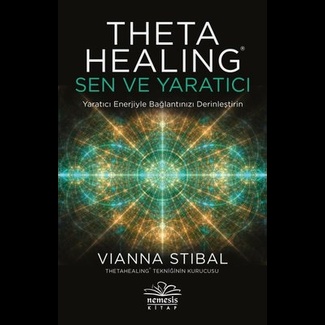 THETA
HEALING®
SEN VE YARATICI
Yaratıcı Enerjiyle Bağlantınızı Derinleştirin
VIANNA STIBAL
THETAHEALING® TEKNİĞİNİN KURUCUSU
nemesis
KİTAP